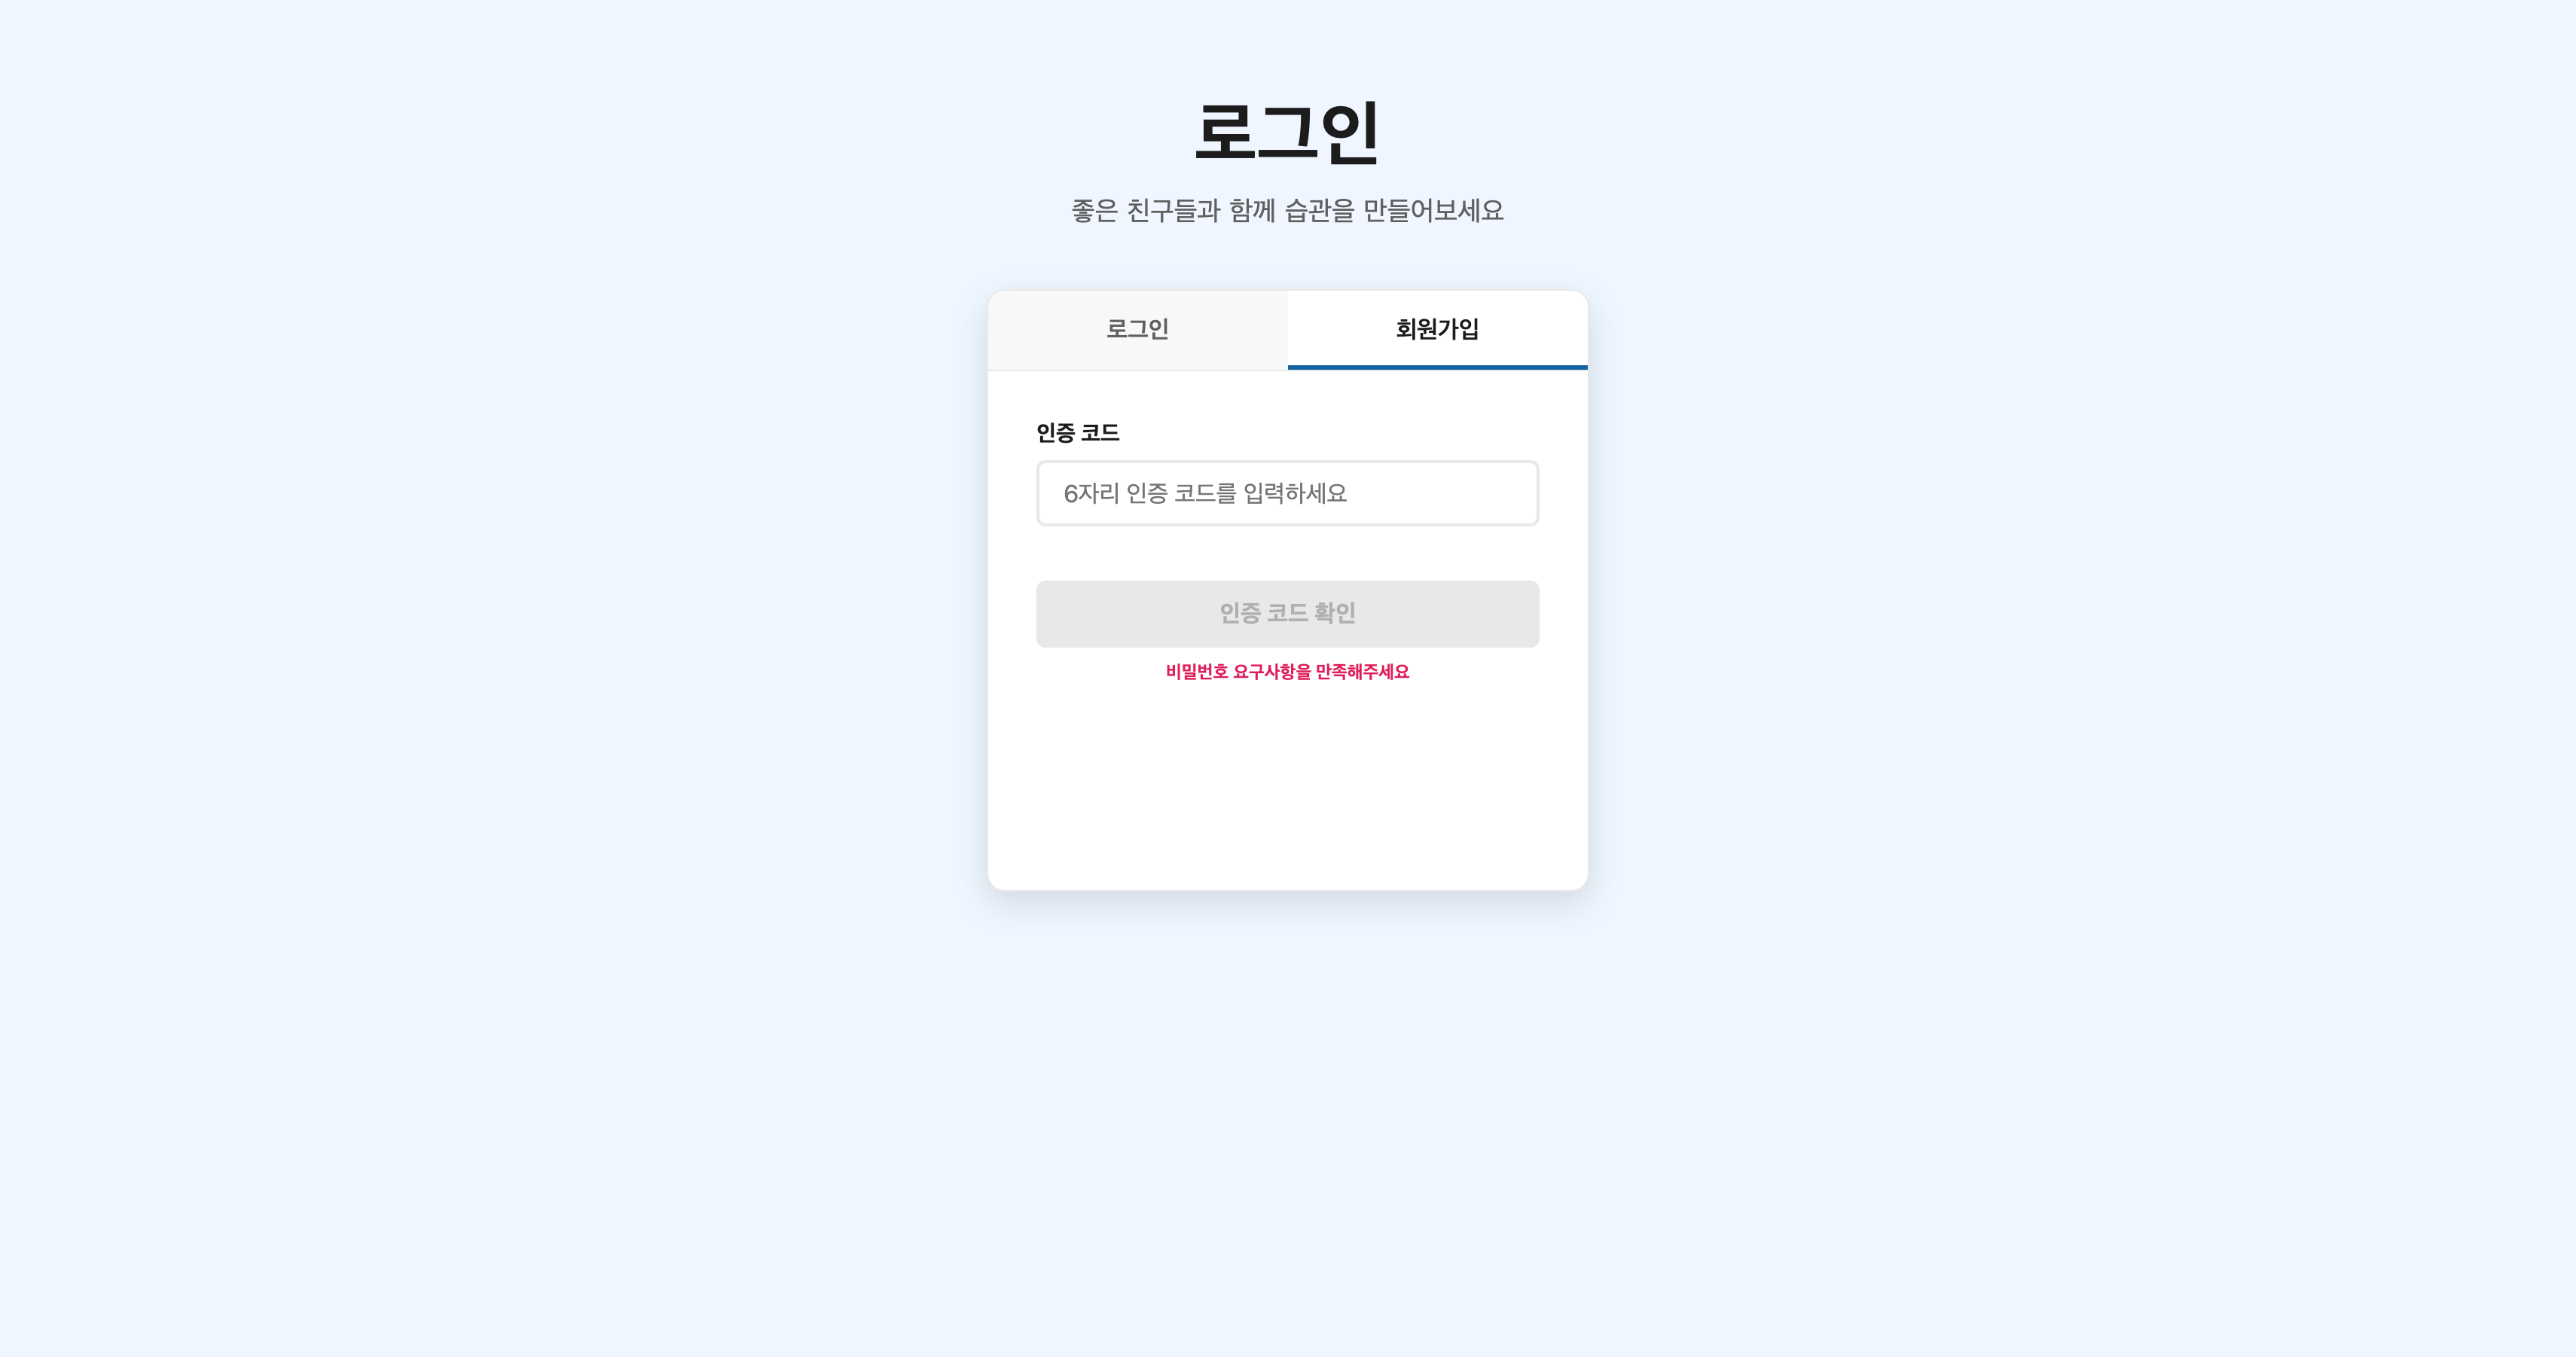 로그인
좋은 친구들과 함께 습관을 만들어보세요
로그인
회원가입
인증 코드
6자리 인증 코드를 입력하세요
인증 코드 확인
비밀번호 요구사항을 만족해주세요